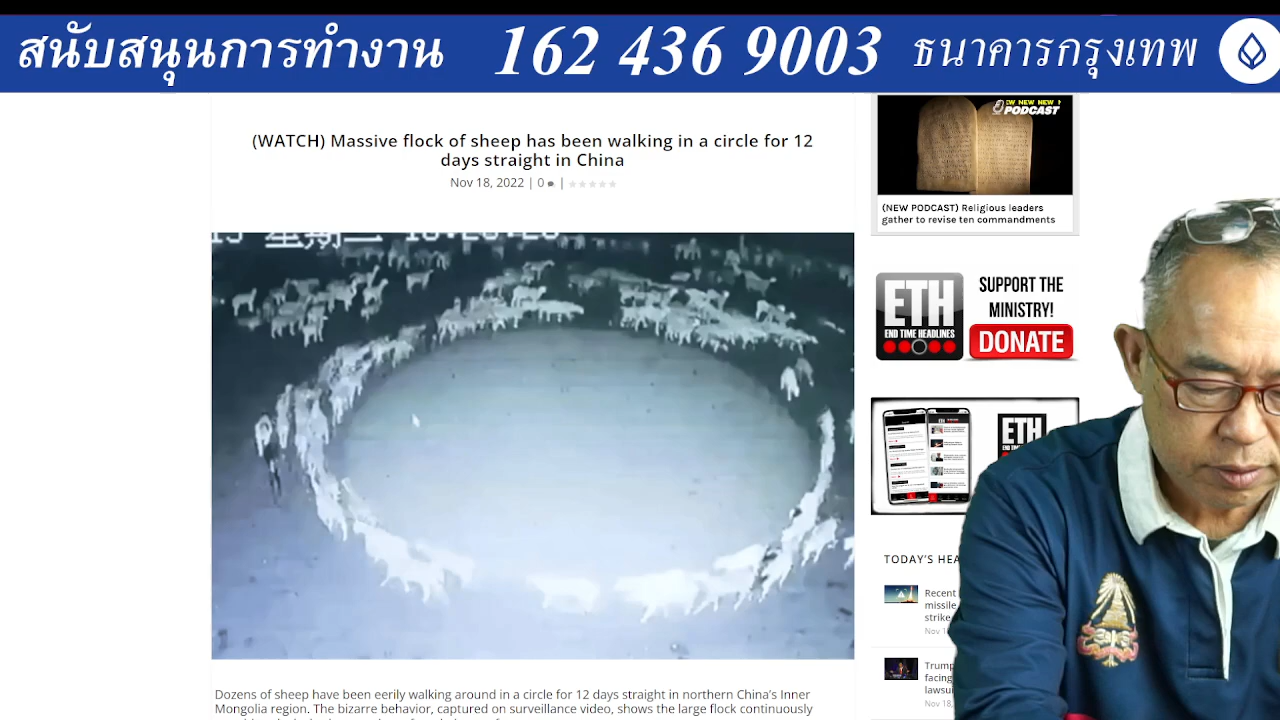 สนับสนุนการทำงาน 162 436 9003 ธนาคารกรุงเทพ
(WATCH) Massive flock of sheep has been walking in a circle for 12
days straight in China
Nov 18, 2022 | 0 |
PODCAST
(NEW PODCAST) Religious leaders
gather to revise ten commandments
ETH
END TIME HEADLINES
SUPPORT THE
MINISTRY!
DONATE
ETH
TODAY'S
Recent
missile
strike
Nov
Trump
facing
Nov 18,
Dozens of sheep have been eerily walking around in a circle for 12 days straight in northern China's Inner
Mongolia region. The bizarre behavior, captured on surveillance video, shows the large flock continuously